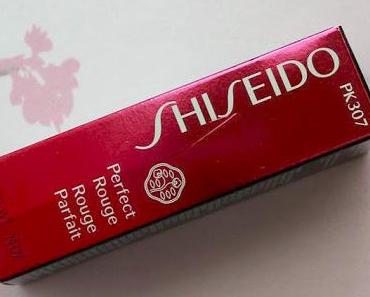 SHISEIDO
PK307
Perfect
Rouge
Rouge
Parfait